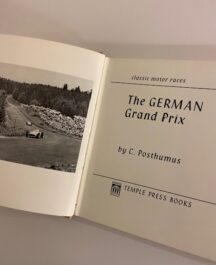 classic motor races
The GERMAN
Grand Prix
by C. Posthumus
TEMPLE PRESS BOOKS